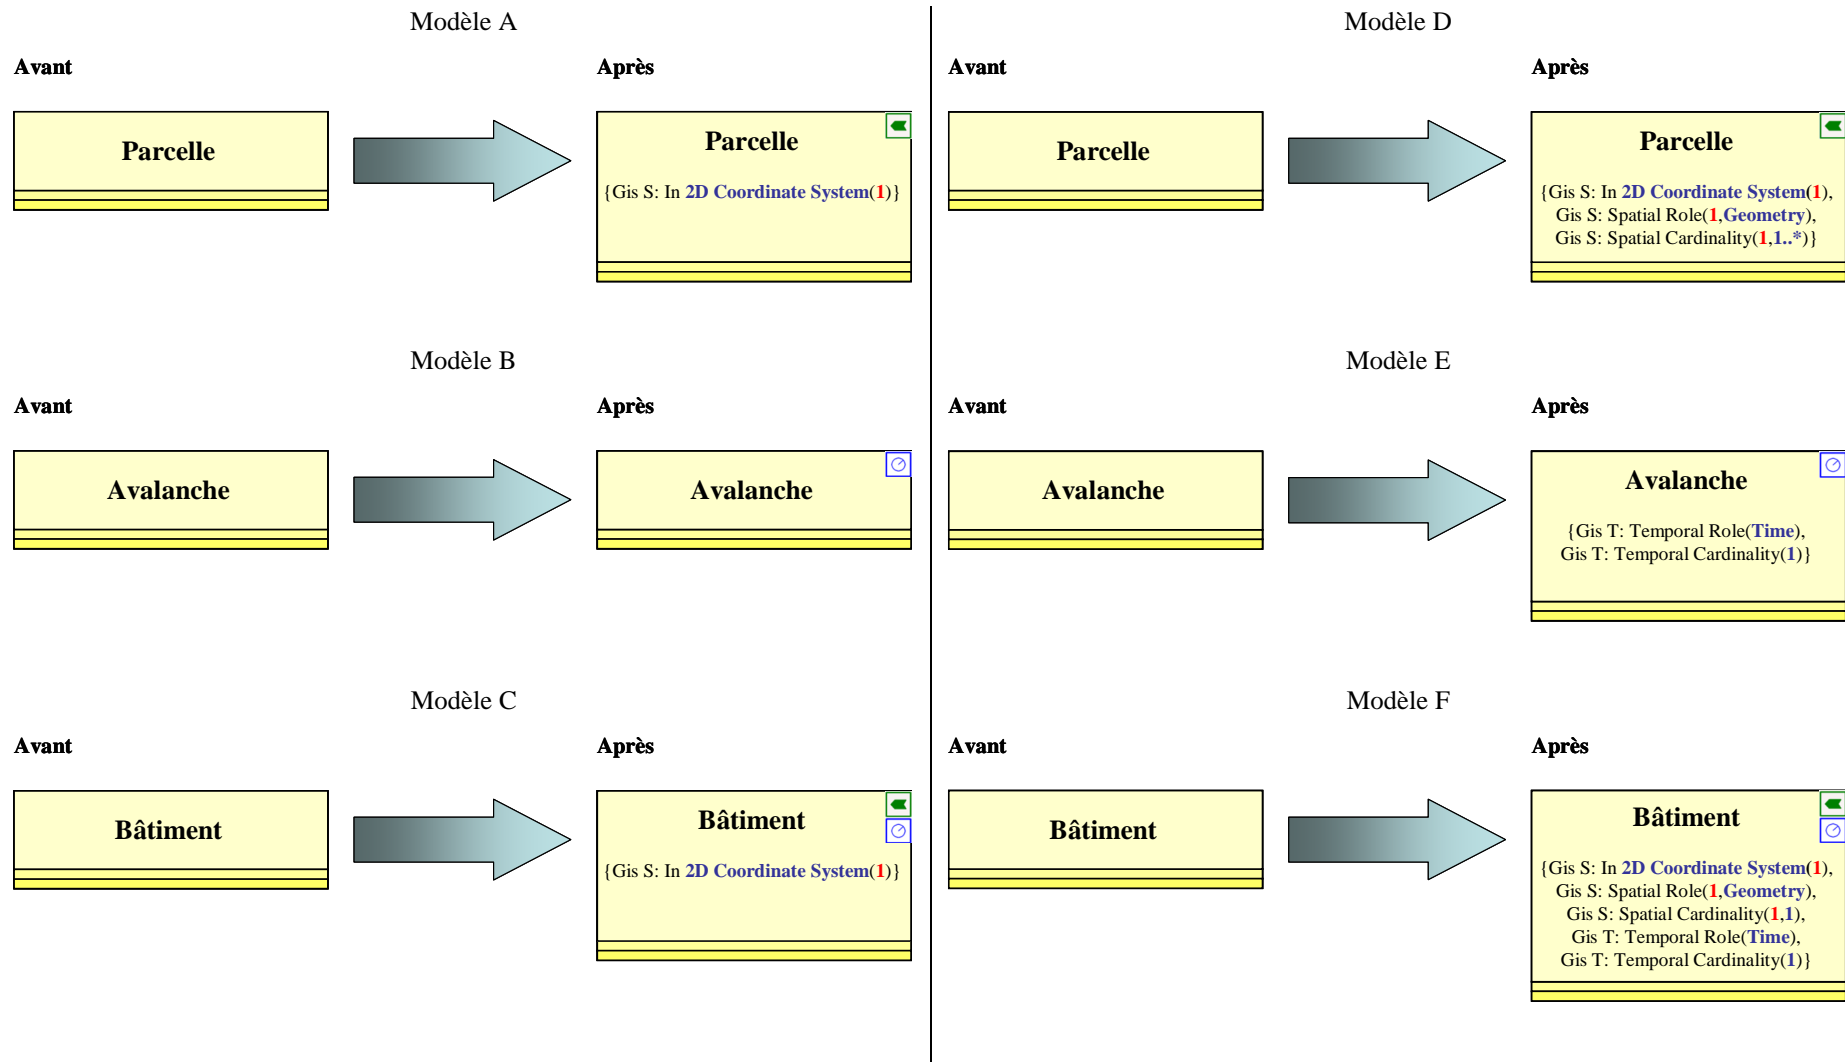 Modèle A
Avant
Après
Parcelle
Parcelle
{Gis S: In 2D Coordinate System(1)}
Modèle B
Avant
Après
Avalanche
Avalanche
Modèle C
Avant
Après
Bâtiment
Bâtiment
{Gis S: In 2D Coordinate System(1)}
Modèle D
Avant
Après
Parcelle
Parcelle
{Gis S: In 2D Coordinate System(1),
Gis S: Spatial Role(1,Geometry),
Gis S: Spatial Cardinality(1,1..*)}
Modèle E
Avant
Après
Avalanche
Avalanche
{Gis T: Temporal Role(Time),
Gis T: Temporal Cardinality(1)}
Modèle F
Avant
Après
Bâtiment
Bâtiment
{Gis S: In 2D Coordinate System(1),
Gis S: Spatial Role(1,Geometry),
Gis S: Spatial Cardinality(1,1),
Gis T: Temporal Role(Time),
Gis T: Temporal Cardinality(1)}